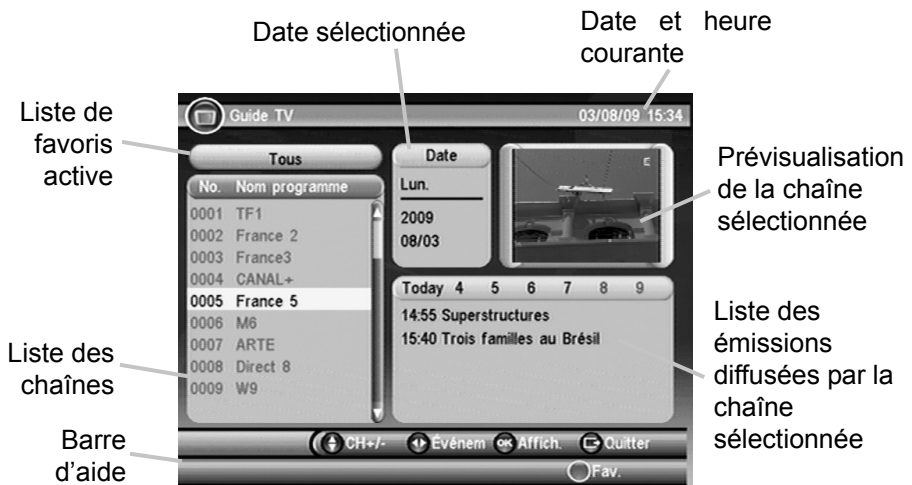 Date sélectionnée
Date et heure
courante
Liste de
favoris
active
Guide TV
03/08/09 15:34
Tous
No. Nom programme
0001 TF1
0002 France 2
0003 France3
0004 CANAL+
0005 France 5
0006 M6
0007 ARTE
0008 Direct 8
0009 W9
Date
Lun.
2009
08/03
E
Prévisualisation
de la chaîne
sélectionnée
Today 4 5 6 7 8 9
14:55 Superstructures
15:40 Trois familles au Brésil
Liste des
émissions
diffusées par la
chaîne
sélectionnée
Liste des
chaînes
Barre
d’aide
CH+/- Événem OK Affich. Quitter
Fav.